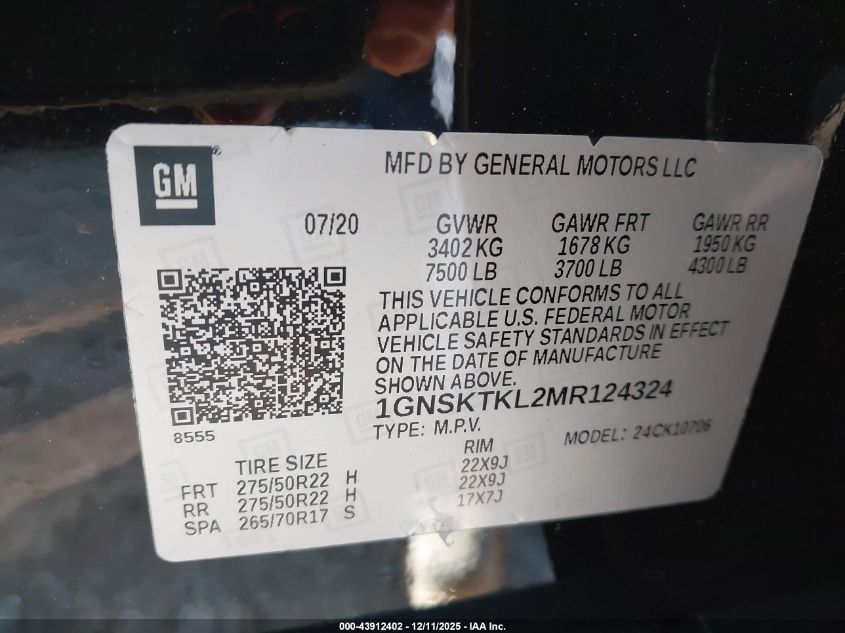 GM
MFD BY GENERAL MOTORS LLC
07/20 GVWR GAWR FRT GAWR RR
3402 KG 1678 KG 1950 KG
7500 LB 3700 LB 4300 LB
THIS VEHICLE CONFORMS TO ALL
APPLICABLE U.S. FEDERAL MOTOR
VEHICLE SAFETY STANDARDS IN EFFECT
ON THE DATE OF MANUFACTURE
SHOWN ABOVE.
1GNSKTKL2MR124324
8555
TYPE: M.P.V. MODEL: 24CK10706
TIRE SIZE RIM
FRT 275/50R22 H 22X9J
RR 275/50R22 H 22X9J
SPA 265/70R17 S 17X7J
000-43912402 - 12/11/2025 - IAA Inc.